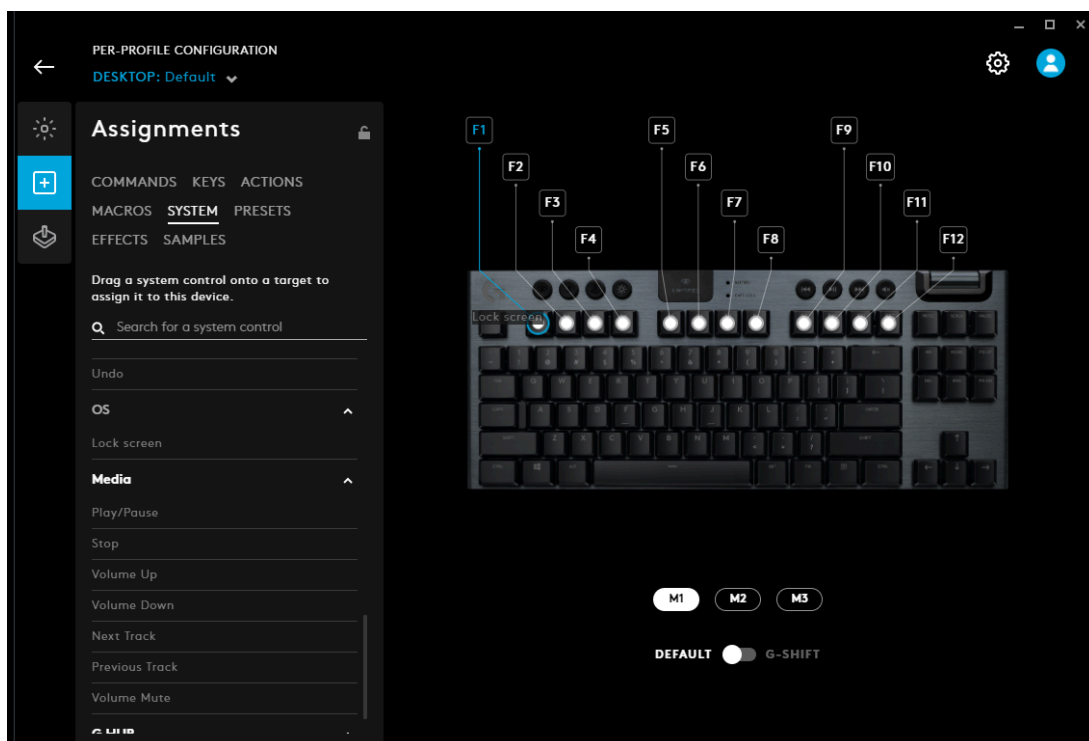 PER-PROFILE CONFIGURATION
DESKTOP: Default
Assignments
COMMANDS KEYS ACTIONS
MACROS SYSTEM PRESETS
EFFECTS SAMPLES
Drag a system control onto a target to
assign it to this device.
Search for a system control
Undo
OS
Lock screen
Media
Play/Pause
Stop
Volume Up
Volume Down
Next Track
Previous Track
Volume Mute
G HUB
F1
F5
F9
F2
F6
F10
F3
F7
F11
F4
F8
F12
Lock screen
Q W E R T Y U I O P
A S D F G H J K L
Z X C V B N M
M1 M2 M3
DEFAULT G-SHIFT